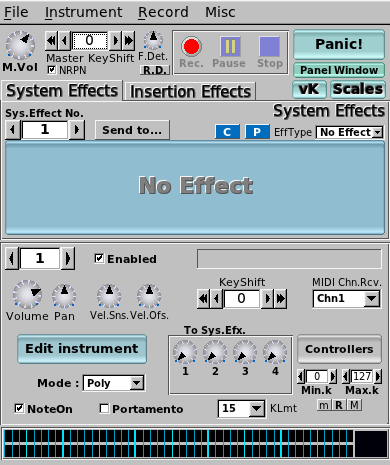 File Instrument Record Misc
0
M.Vol
Master KeyShift
NRPN
F.Det.
R.D.
Rec. Pause Stop
Panic!
Panel Window
vK Scales
System Effects Insertion Effects
Sys.Effect No.
1
Send to...
System Effects
C P EffType No Effect
No Effect
1
Enabled
Volume Pan Vel.Sns. Vel.Ofs.
KeyShift
0
MIDI Chn.Rcv.
Chn1
Edit instrument
To Sys.Efx.
1 2 3 4
Controllers
Mode : Poly
0 127
Min.k Max.k
NoteOn Portamento 15 KLmt
m R M